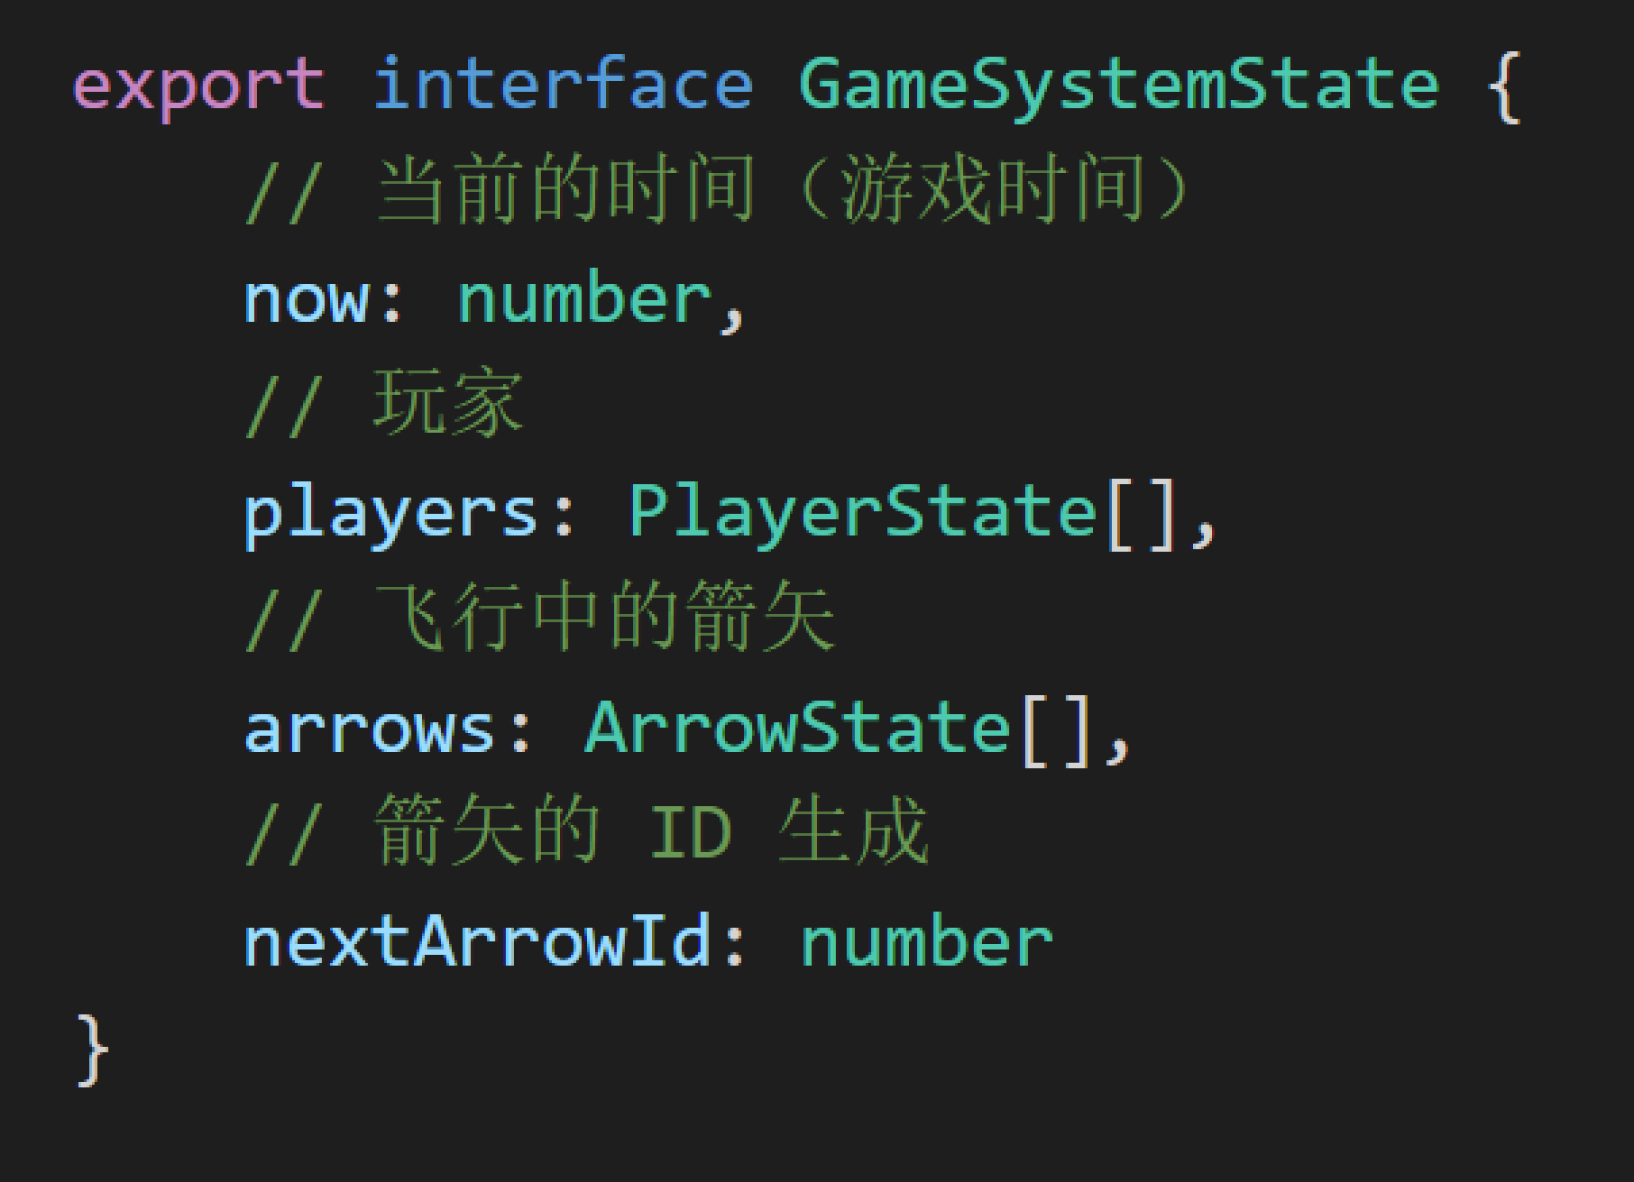 export interface GameSystemState {
// 当前的时间（游戏时间）
now: number,
// 玩家
players: PlayerState[],
// 飞行中的箭矢
arrows: ArrowState[],
// 箭矢的 ID 生成
nextArrowId: number
}